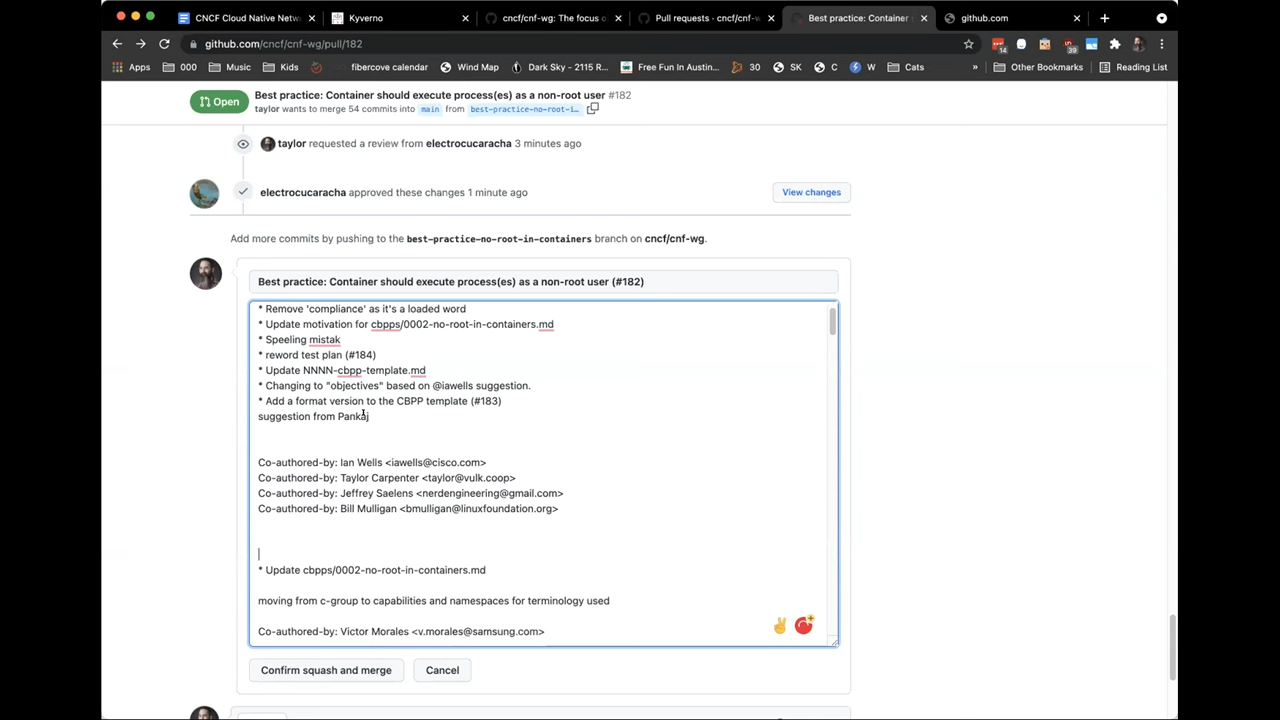 CNCF Cloud Native Netw
Kyverno
cncf/cnf-wg: The focus o
Pull requests · cncf/cnf-w
Best practice: Container
github.com
github.com/cncf/cnf-wg/pull/182
14
39
Apps
000
Music
Kids
fibercove calendar
Wind Map
Dark Sky - 2115 R...
Free Fun In Austin...
30
SK
C
W
Cats
»
Other Bookmarks
Reading List
Open
Best practice: Container should execute process(es) as a non-root user #182
taylor wants to merge 54 commits into main from best-practice-no-root-i...
taylor requested a review from electrocucaracha 3 minutes ago
electrocucaracha approved these changes 1 minute ago
View changes
Add more commits by pushing to the best-practice-no-root-in-containers branch on cncf/cnf-wg.
Best practice: Container should execute process(es) as a non-root user (#182)
* Remove 'compliance' as it's a loaded word
* Update motivation for cbpps/0002-no-root-in-containers.md
* Speeling mistak
* reword test plan (#184)
* Update NNNN-cbpp-template.md
* Changing to "objectives" based on @iawells suggestion.
* Add a format version to the CBPP template (#183)
suggestion from Pankaj
Co-authored-by: Ian Wells <iawells@cisco.com>
Co-authored-by: Taylor Carpenter <taylor@vulk.coop>
Co-authored-by: Jeffrey Saelens <nerdengineering@gmail.com>
Co-authored-by: Bill Mulligan <bmulligan@linuxfoundation.org>
* Update cbpps/0002-no-root-in-containers.md
moving from c-group to capabilities and namespaces for terminology used
Co-authored-by: Victor Morales <v.morales@samsung.com>
Confirm squash and merge
Cancel